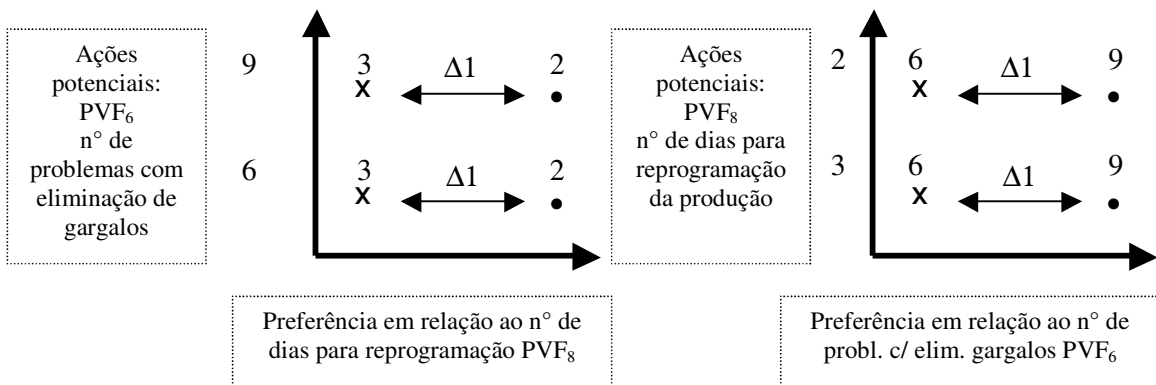 Ações
potenciais:
PVF₆
n° de
problemas com
eliminação de
gargalos
9
3
Δ1
2
x
6
3
Δ1
2
x
Preferência em relação ao n° de
dias para reprogramação PVF₈
Ações
potenciais:
PVF₈
n° de dias para
reprogramação
da produção
2
6
Δ1
9
x
3
6
Δ1
9
x
Preferência em relação ao n° de
probl. c/ elim. gargalos PVF₆